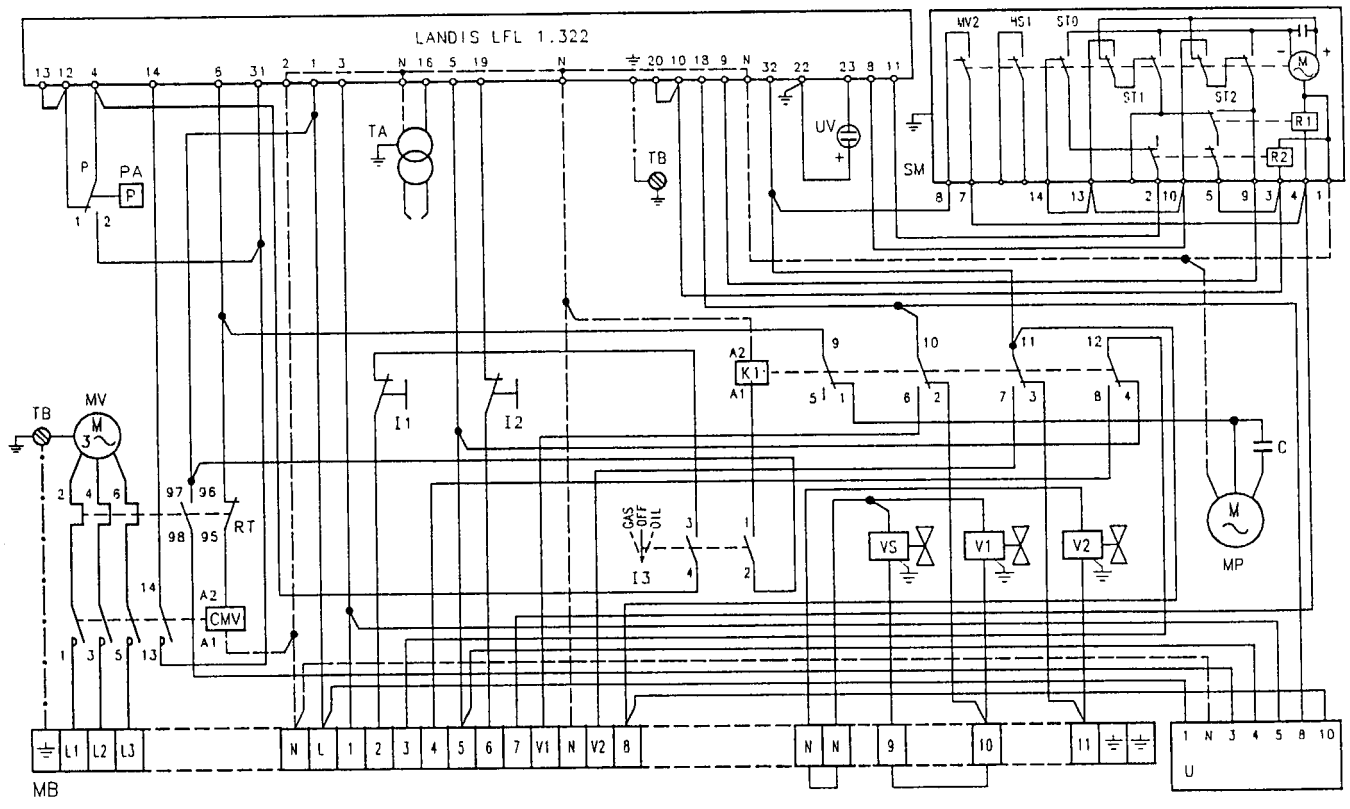 LANDIS LFL 1.322
13 12 4 14 6 31 2 1 3 N 16 5 19 N 20 10 18 9 N 32 22 23 8 11
MV2 HS1 ST0
- M +
ST1 ST2
R1
R2
SM
8 7 14 13 2 10 5 9 3 4 1
TA
UV
+
TB
P PA
P
1 2
9 10 11 12
A2
K1
A1
5 1 6 2 7 3 8 4
I1 I2
TB MV
M
3
C
2 4 6 97 96
RT
98 95
GAS
OFF
OIL
3 1
I3 4 2
VS V1 V2
M
MP
14
A2
CMV
A1
1 3 5 13
L1 L2 L3 N L 1 2 3 4 5 6 7 V1 N V2 8 N N 9 10 11
1 N 3 4 5 8 10
U
MB